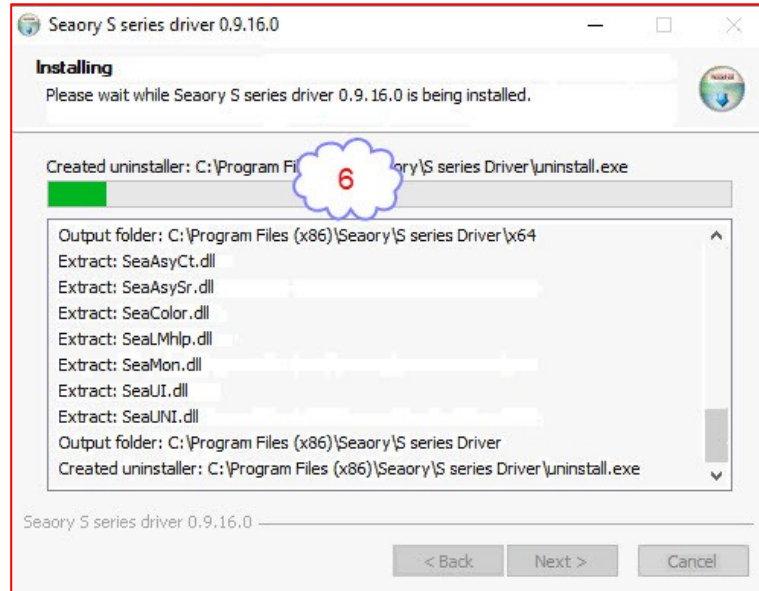 Seaory S series driver 0.9.16.0
Installing
Please wait while Seaory S series driver 0.9.16.0 is being installed.
Created uninstaller: C:\Program Fi ory\S series Driver\uninstall.exe
6
Output folder: C:\Program Files (x86)\Seaory\S series Driver\x64
Extract: SeaAsyCt.dll
Extract: SeaAsySr.dll
Extract: SeaColor.dll
Extract: SeaLMhlp.dll
Extract: SeaMon.dll
Extract: SeaUI.dll
Extract: SeaUNI.dll
Output folder: C:\Program Files (x86)\Seaory\S series Driver
Created uninstaller: C:\Program Files (x86)\Seaory\S series Driver\uninstall.exe
Seaory S series driver 0.9.16.0
< Back Next > Cancel